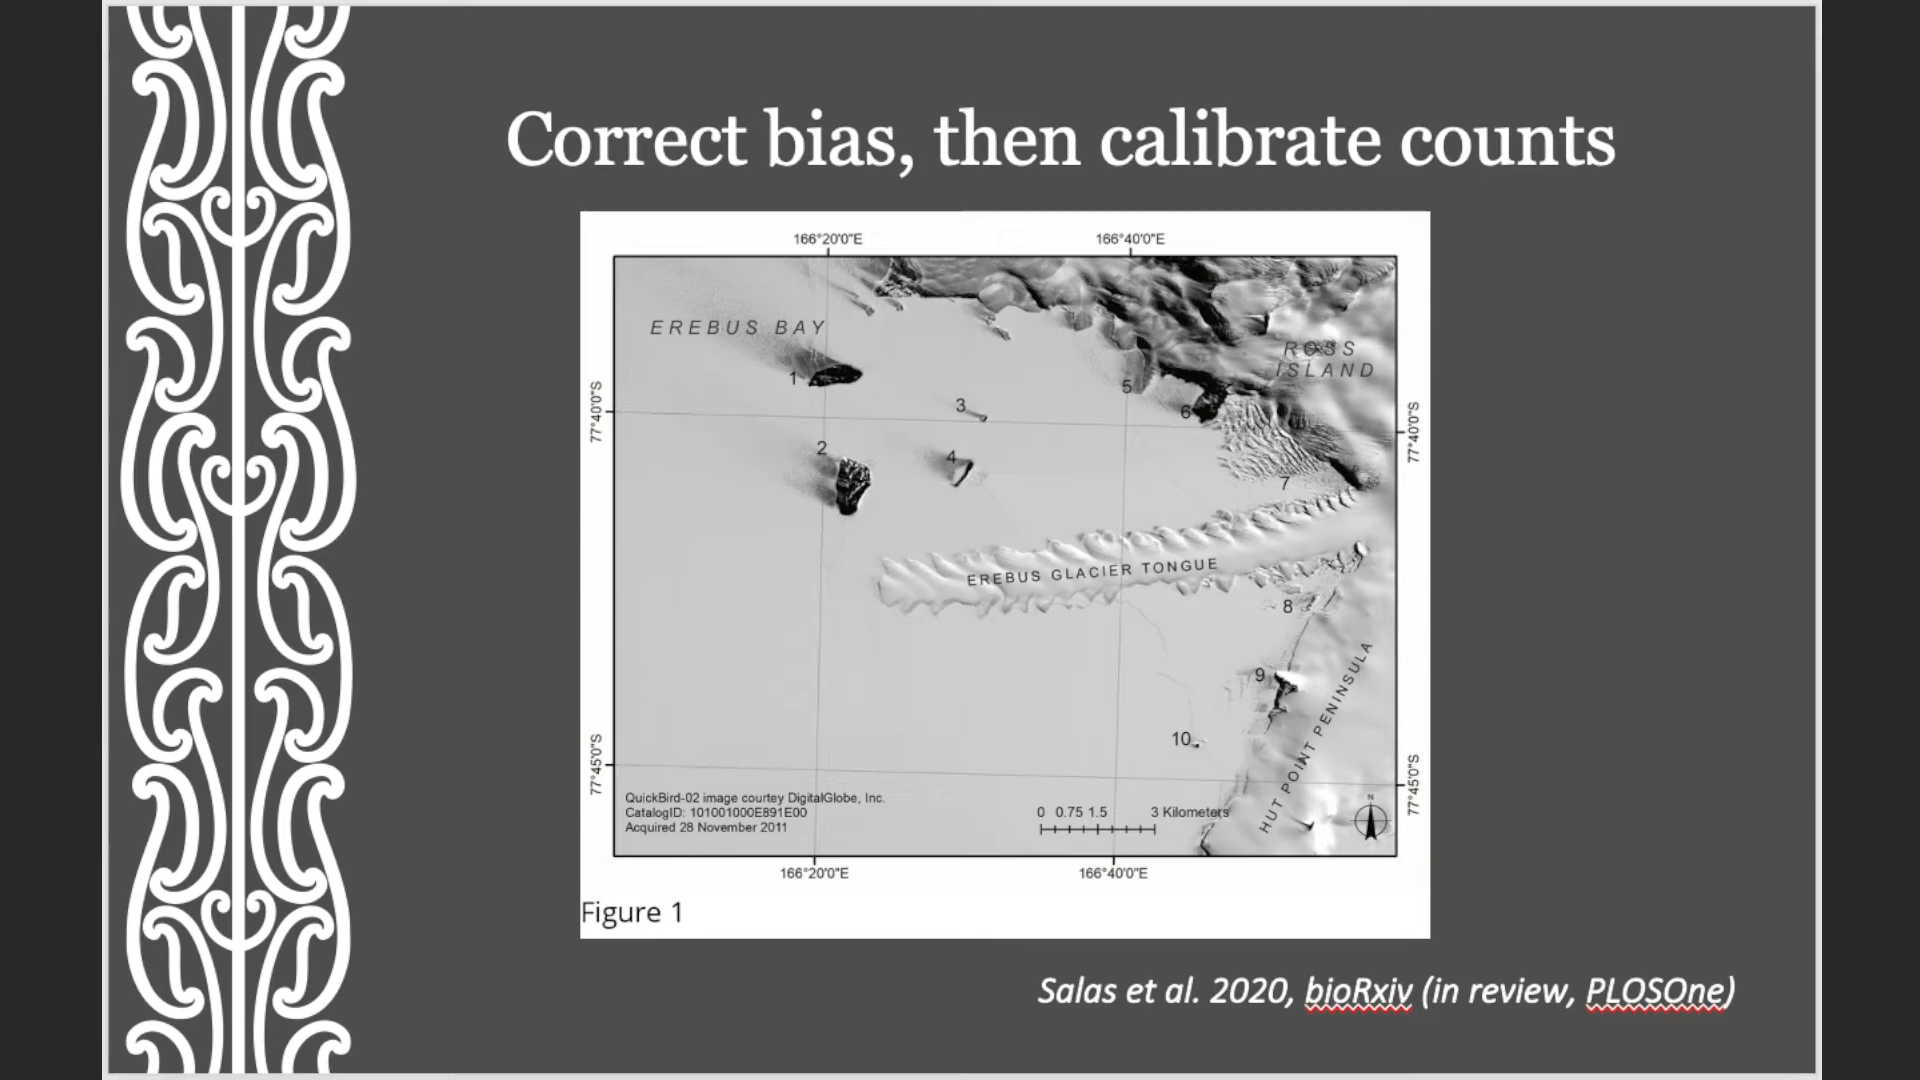 Correct bias, then calibrate counts
166°20'0"E
166°40'0"E
EREBUS BAY
ROSS
ISLAND
1
5
3
6
77°40'0"S
77°40'0"S
2
4
7
EREBUS GLACIER TONGUE
8
9
HUT POINT PENINSULA
10
77°45'0"S
77°45'0"S
QuickBird-02 image courtey DigitalGlobe, Inc.
CatalogID: 101001000E891E00
Acquired 28 November 2011
0 0.75 1.5 3 Kilometers
N
166°20'0"E
166°40'0"E
Figure 1
Salas et al. 2020, bioRxiv (in review, PLOSOne)